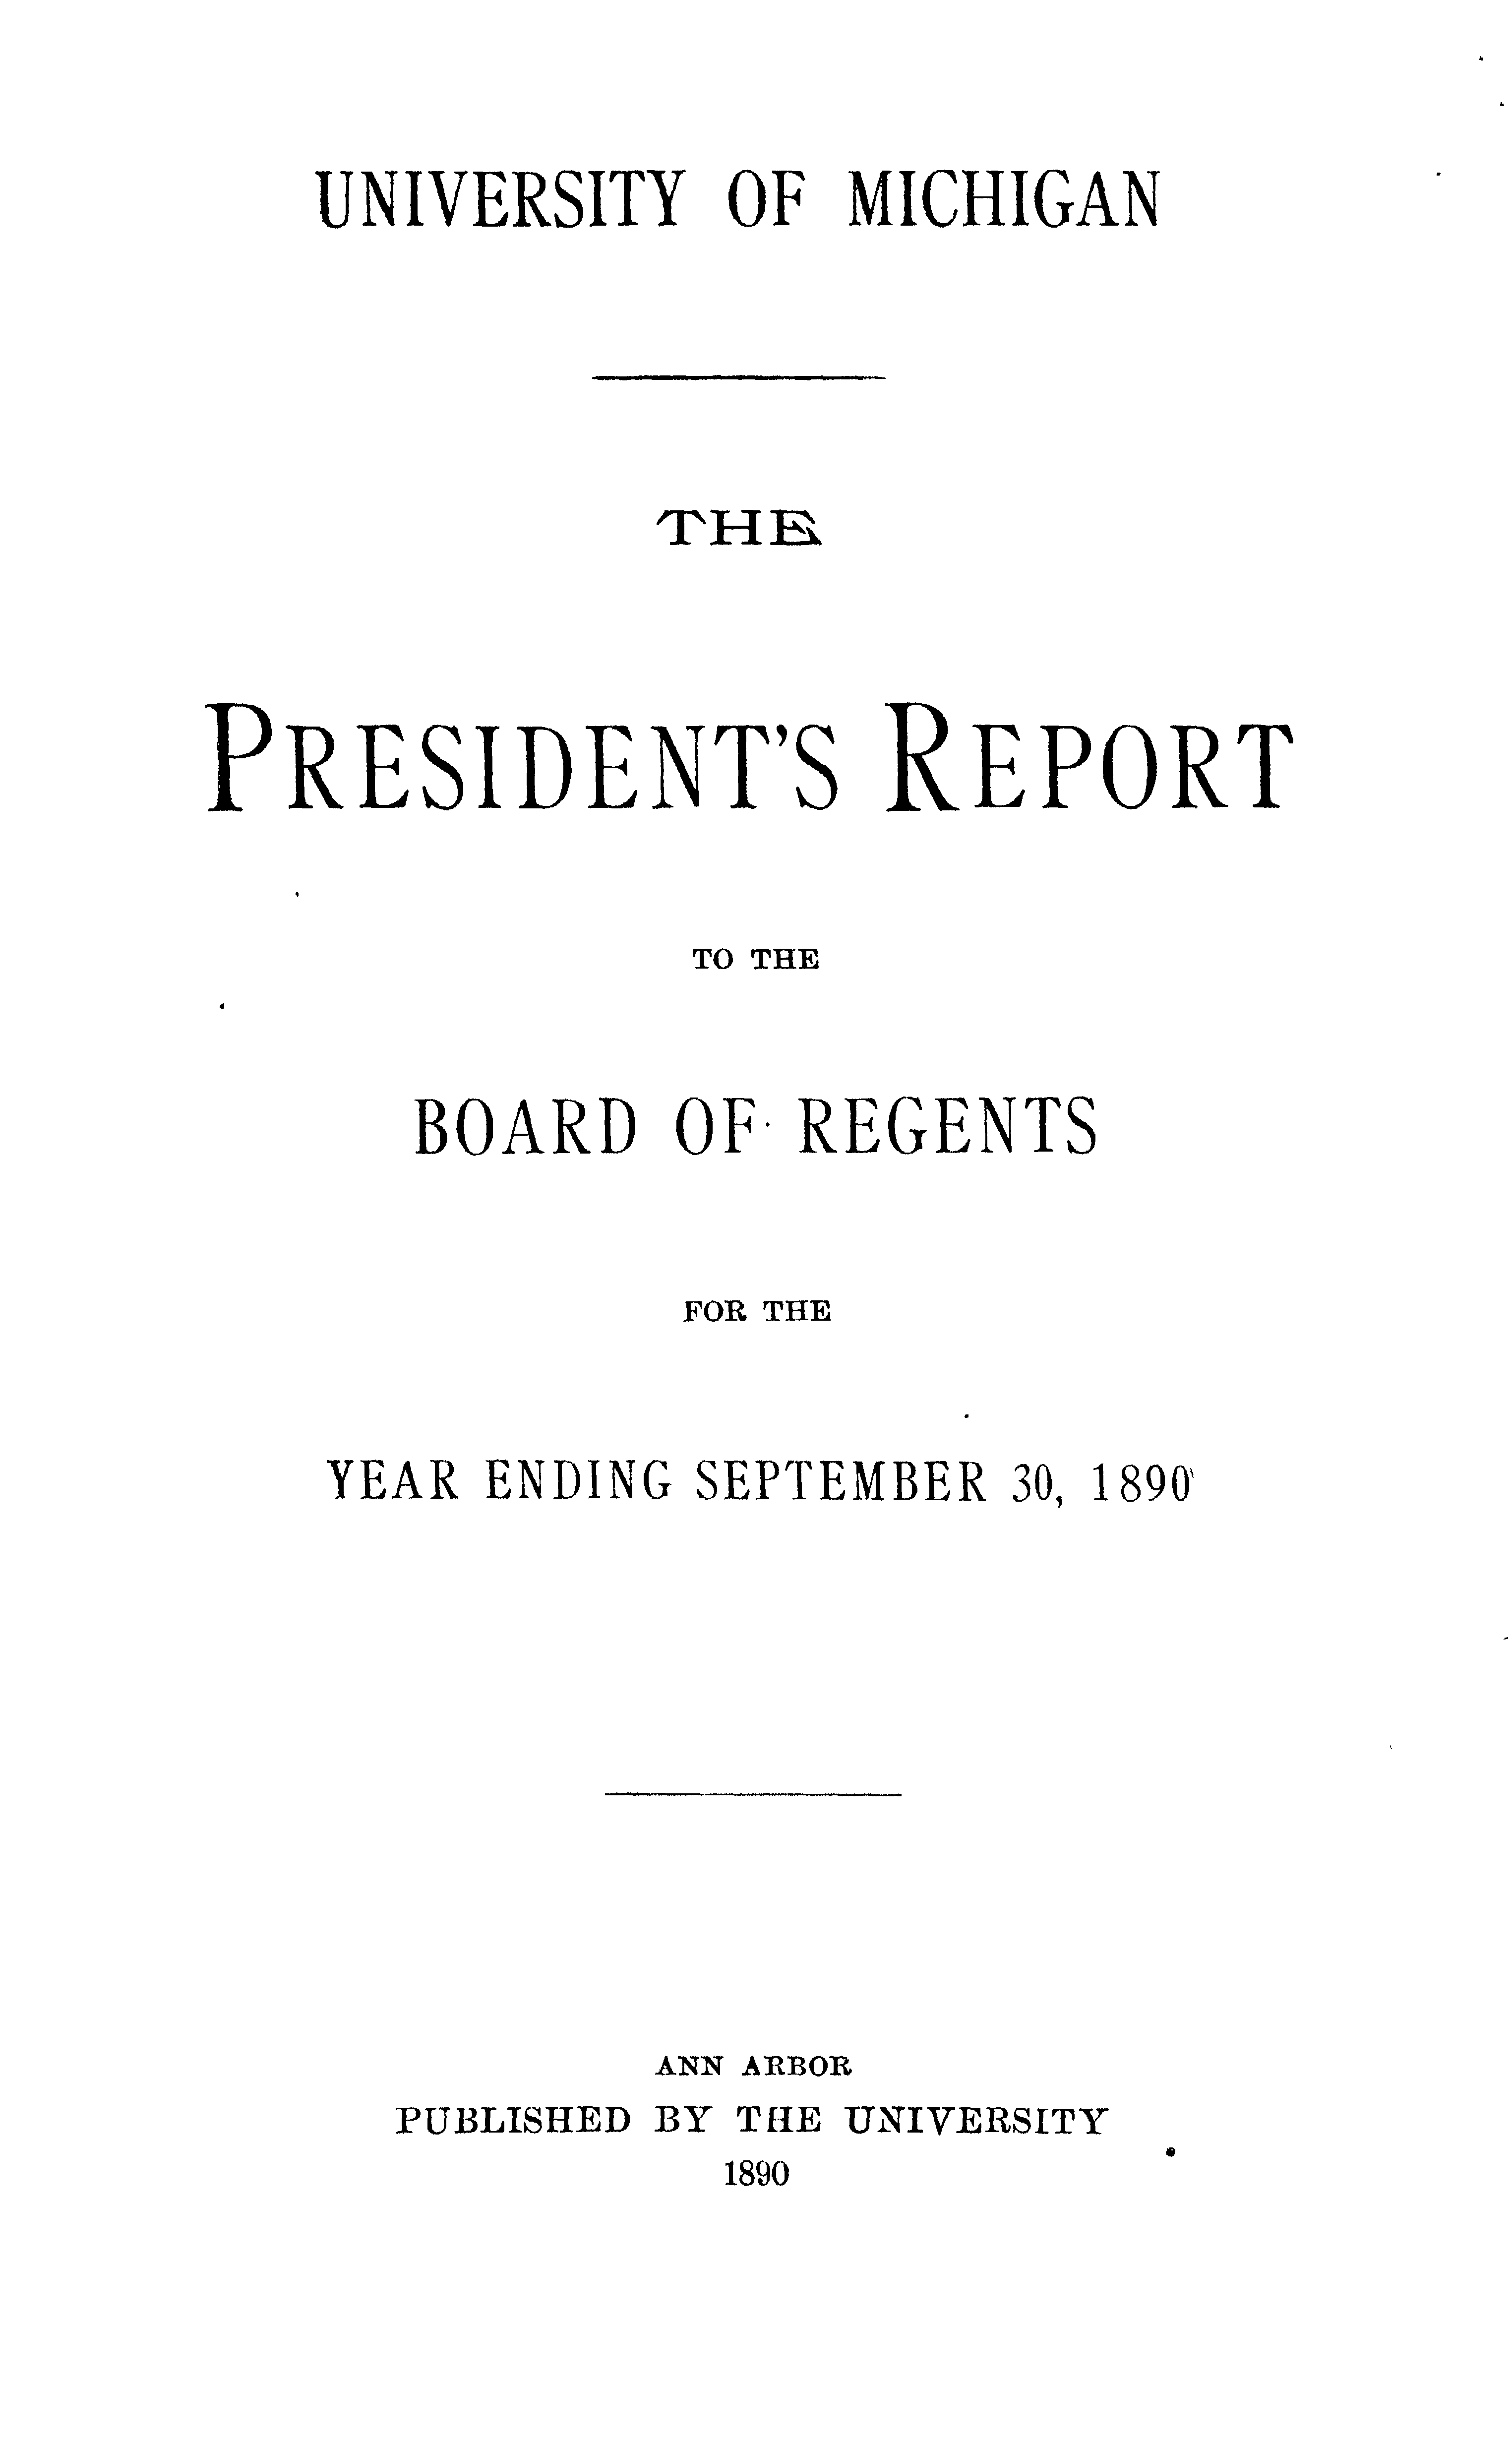 UNIVERSITY OF MICHIGAN
THE
PRESIDENT'S REPORT
TO THE
BOARD OF REGENTS
FOR THE
YEAR ENDING SEPTEMBER 30, 1890
ANN ARBOR
PUBLISHED BY THE UNIVERSITY
1890